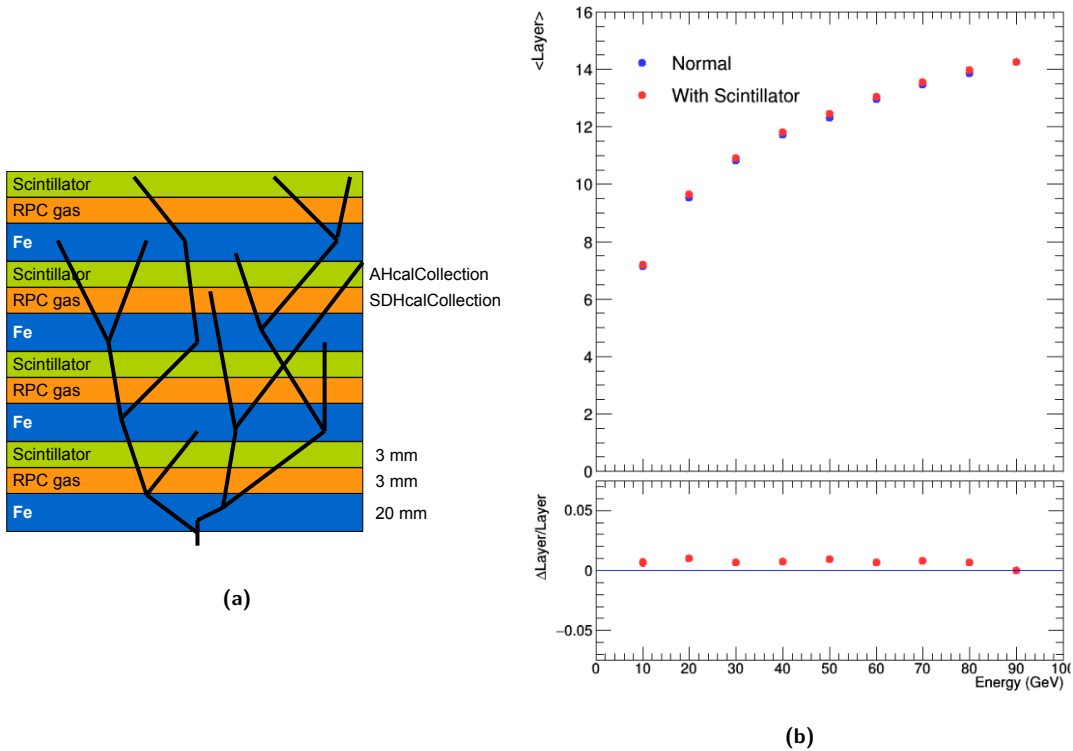 Scintillator
RPC gas
Fe
Scintillator
AHcalCollection
RPC gas
SDHcalCollection
Fe
Scintillator
RPC gas
Fe
Scintillator
3 mm
RPC gas
3 mm
Fe
20 mm
(a)
<Layer>
16
14
12
10
8
6
4
2
0
Normal
With Scintillator
ΔLayer/Layer
0.05
0
−0.05
0 10 20 30 40 50 60 70 80 90 100
Energy (GeV)
(b)